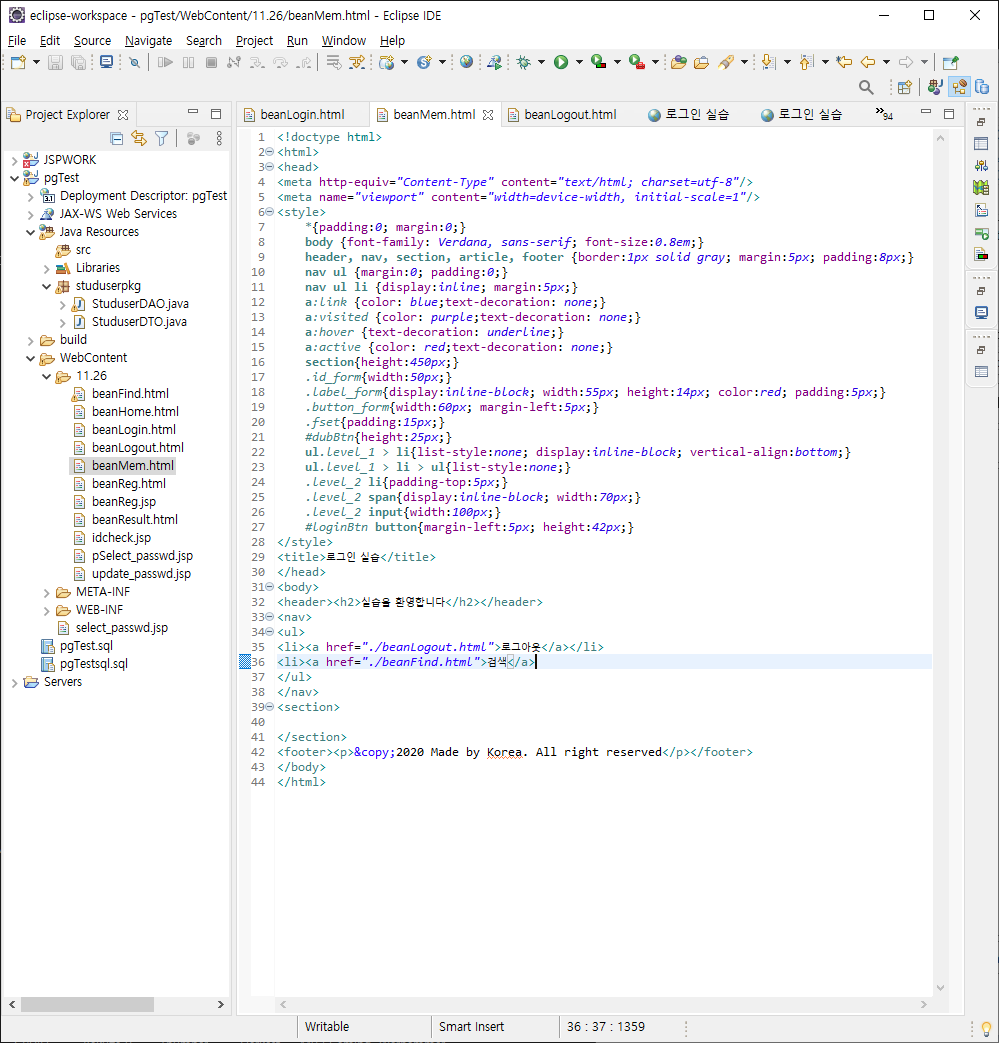 eclipse-workspace - pgTest/WebContent/11.26/beanMem.html - Eclipse IDE
File Edit Source Navigate Search Project Run Window Help
Project Explorer
JSPWORK
pgTest
Deployment Descriptor: pgTest
JAX-WS Web Services
Java Resources
src
Libraries
studuserpkg
StuduserDAO.java
StuduserDTO.java
build
WebContent
11.26
beanFind.html
beanHome.html
beanLogin.html
beanLogout.html
beanMem.html
beanReg.html
beanReg.jsp
beanResult.html
idcheck.jsp
pSelect_passwd.jsp
update_passwd.jsp
META-INF
WEB-INF
select_passwd.jsp
pgTest.sql
pgTestsql.sql
Servers
beanLogin.html beanMem.html beanLogout.html 로그인 실습 로그인 실습 »94
1 <!doctype html>
2 <html>
3 <head>
4 <meta http-equiv="Content-Type" content="text/html; charset=utf-8"/>
5 <meta name="viewport" content="width=device-width, initial-scale=1"/>
6 <style>
7 *{padding:0; margin:0;}
8 body {font-family: Verdana, sans-serif; font-size:0.8em;}
9 header, nav, section, article, footer {border:1px solid gray; margin:5px; padding:8px;}
10 nav ul {margin:0; padding:0;}
11 nav ul li {display:inline; margin:5px;}
12 a:link {color: blue;text-decoration: none;}
13 a:visited {color: purple;text-decoration: none;}
14 a:hover {text-decoration: underline;}
15 a:active {color: red;text-decoration: none;}
16 section{height:450px;}
17 .id_form{width:50px;}
18 .label_form{display:inline-block; width:55px; height:14px; color:red; padding:5px;}
19 .button_form{width:60px; margin-left:5px;}
20 .fset{padding:15px;}
21 #dubBtn{height:25px;}
22 ul.level_1 > li{list-style:none; display:inline-block; vertical-align:bottom;}
23 ul.level_1 > li > ul{list-style:none;}
24 .level_2 li{padding-top:5px;}
25 .level_2 span{display:inline-block; width:70px;}
26 .level_2 input{width:100px;}
27 #loginBtn button{margin-left:5px; height:42px;}
28 </style>
29 <title>로그인 실습</title>
30 </head>
31 <body>
32 <header><h2>실습을 환영합니다</h2></header>
33 <nav>
34 <ul>
35 <li><a href="./beanLogout.html">로그아웃</a></li>
36 <li><a href="./beanFind.html">검색</a>
37 </ul>
38 </nav>
39 <section>
40
41 </section>
42 <footer><p>&copy;2020 Made by Korea. All right reserved</p></footer>
43 </body>
44 </html>
Writable Smart Insert 36 : 37 : 1359